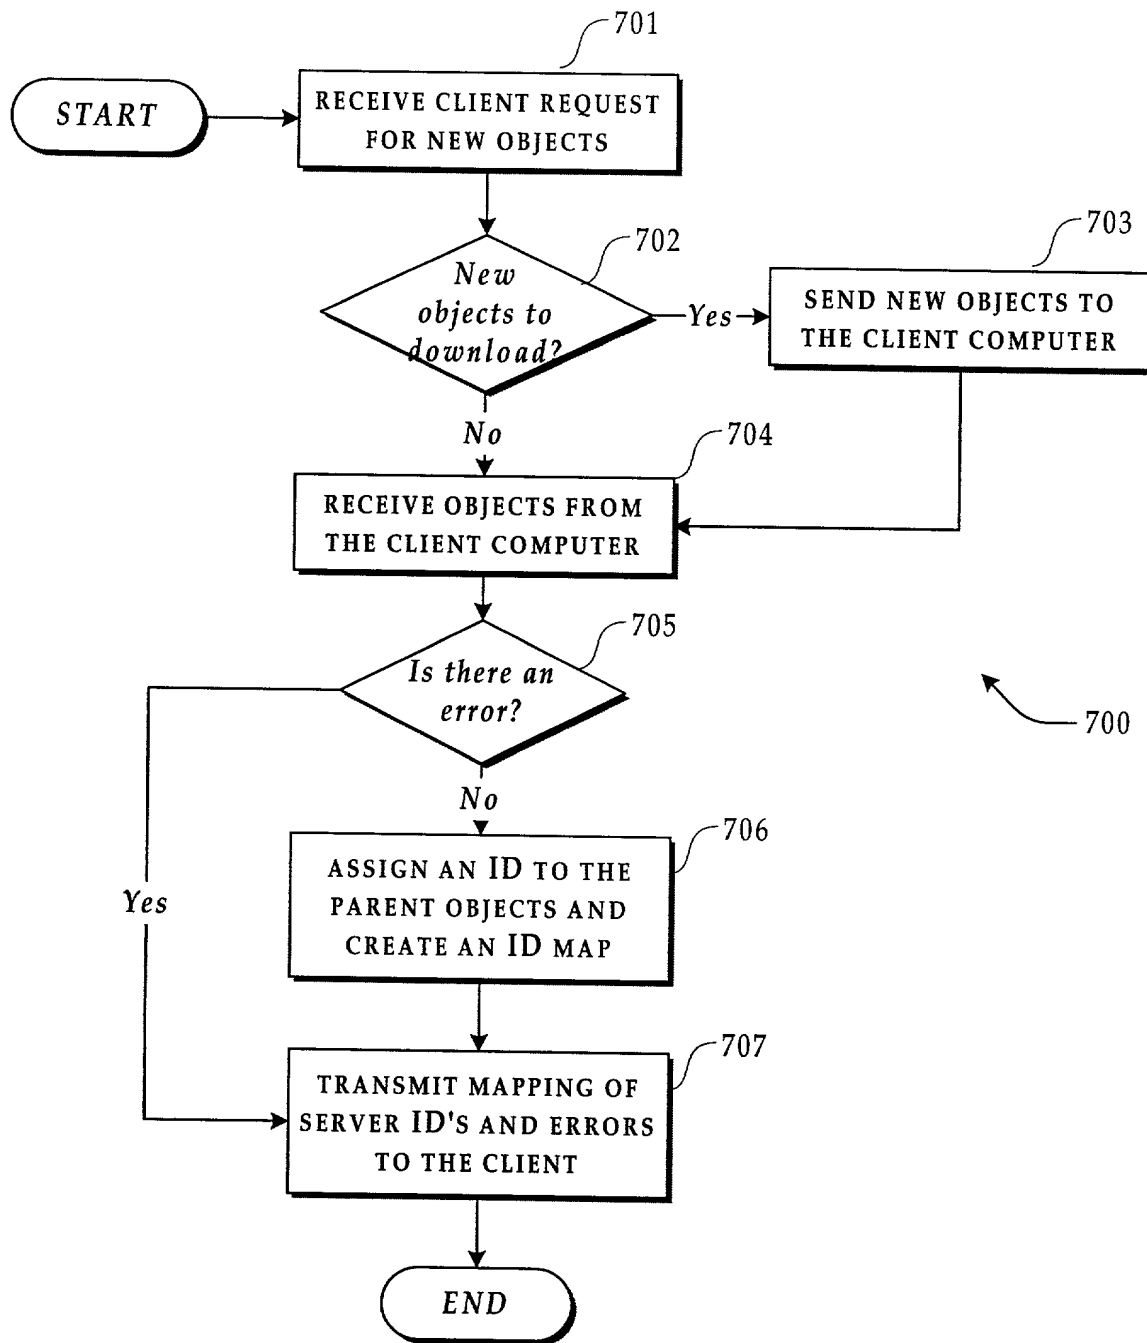 701
START
RECEIVE CLIENT REQUEST
FOR NEW OBJECTS
702
New
objects to
download?
Yes
703
SEND NEW OBJECTS TO
THE CLIENT COMPUTER
No
704
RECEIVE OBJECTS FROM
THE CLIENT COMPUTER
705
Is there an
error?
700
No
Yes
706
ASSIGN AN ID TO THE
PARENT OBJECTS AND
CREATE AN ID MAP
707
TRANSMIT MAPPING OF
SERVER ID'S AND ERRORS
TO THE CLIENT
END